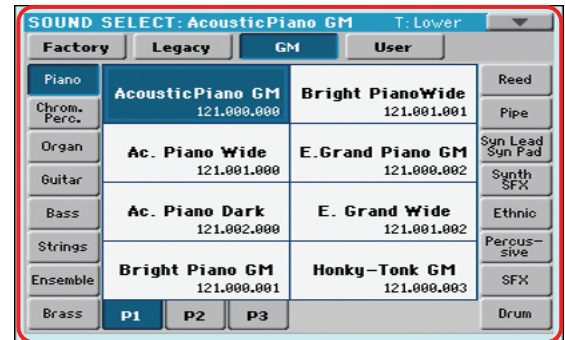 SOUND SELECT: AcousticPiano GM T: Lower
Factory Legacy GM User
Piano
Chrom.
Perc.
Organ
Guitar
Bass
Strings
Ensemble
Brass
AcousticPiano GM
121.000.000
Bright PianoWide
121.001.001
Ac. Piano Wide
121.001.000
E.Grand Piano GM
121.000.002
Ac. Piano Dark
121.002.000
E. Grand Wide
121.001.002
Bright Piano GM
121.000.001
Honky-Tonk GM
121.000.003
P1 P2 P3
Reed
Pipe
Syn Lead
Syn Pad
Synth
SFX
Ethnic
Percus-
sive
SFX
Drum